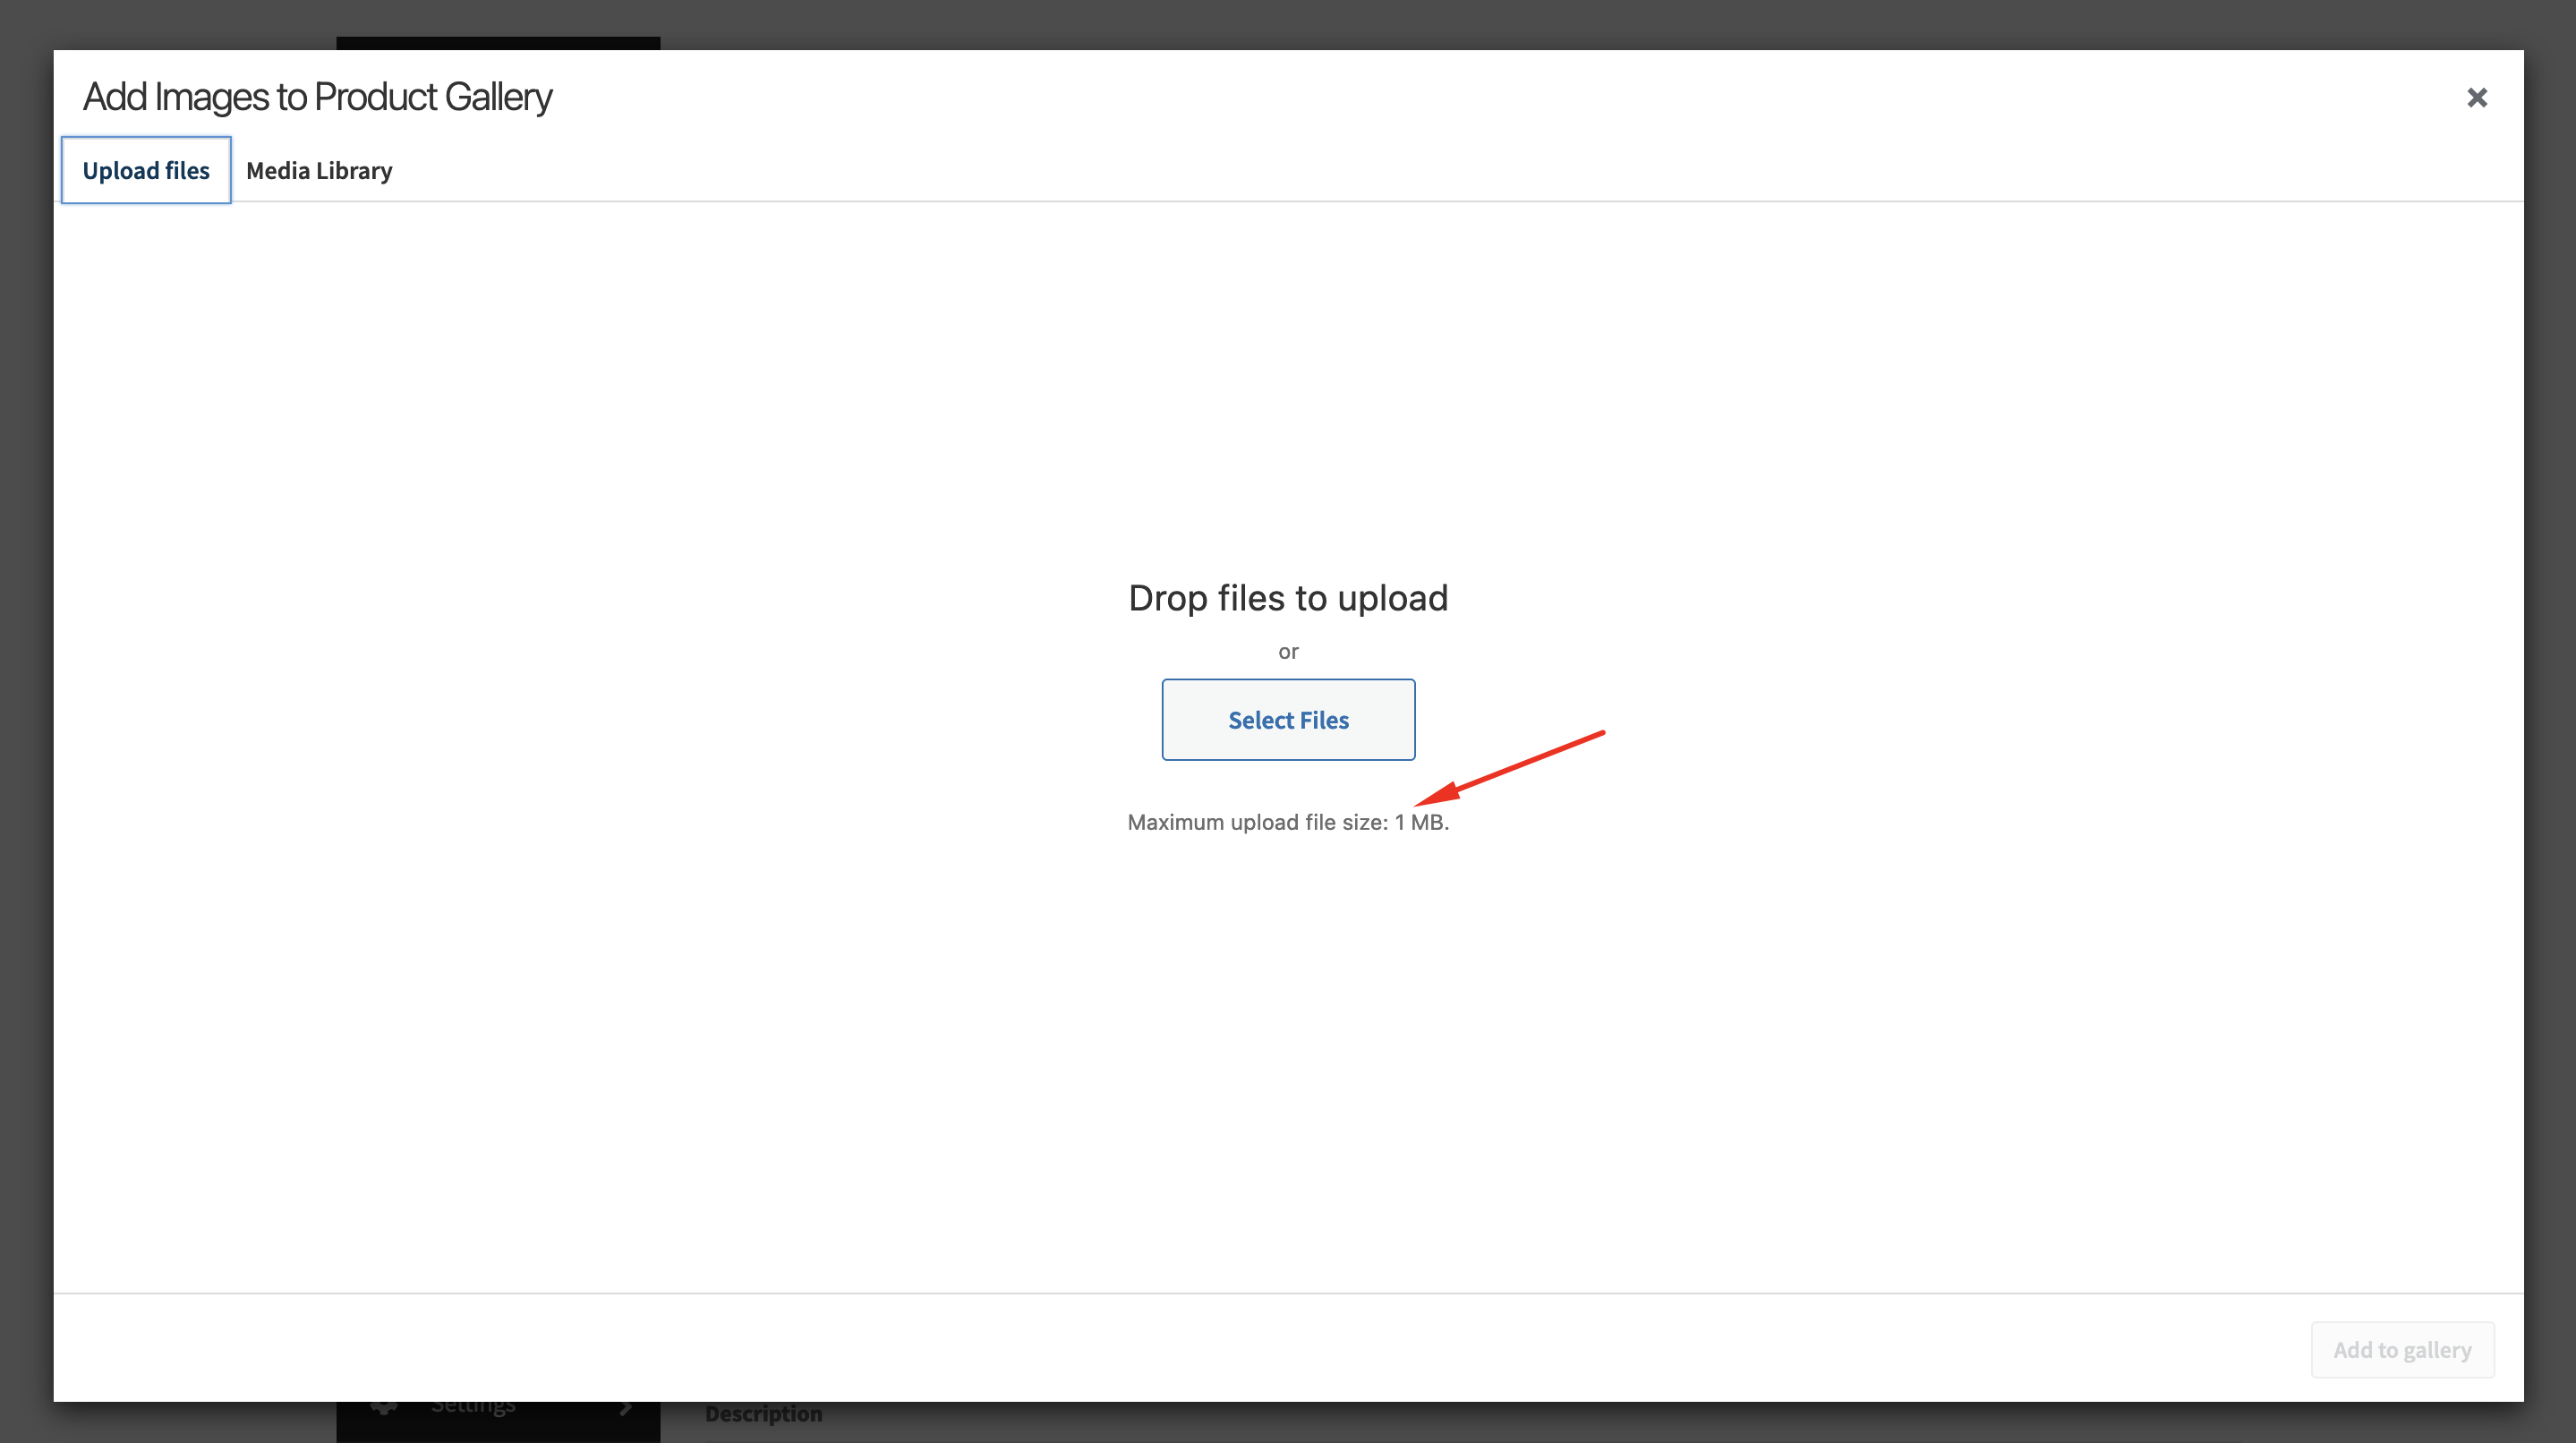 Add Images to Product Gallery
Upload files
Media Library
Drop files to upload
or
Select Files
Maximum upload file size: 1 MB.
Add to gallery
Settings
Description